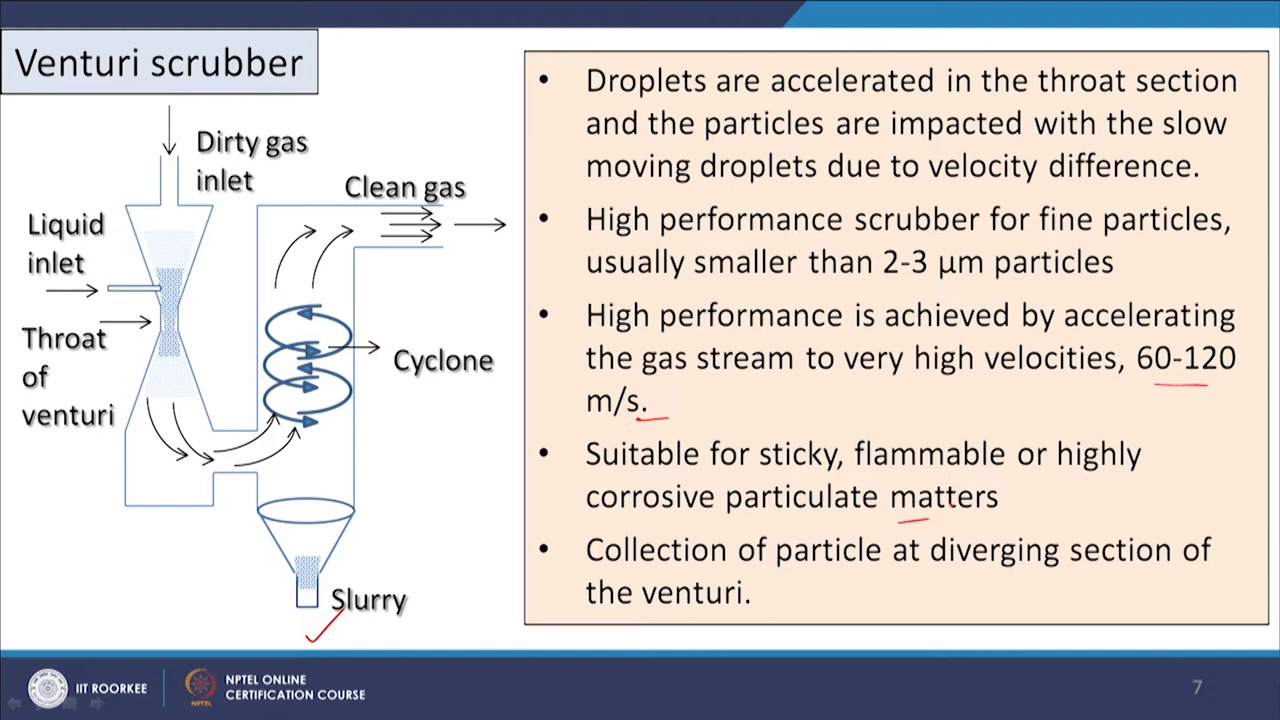 Venturi scrubber
Dirty gas
inlet
Clean gas
Liquid
inlet
Throat
of
venturi
Cyclone
Slurry
• Droplets are accelerated in the throat section
and the particles are impacted with the slow
moving droplets due to velocity difference.
• High performance scrubber for fine particles,
usually smaller than 2-3 µm particles
• High performance is achieved by accelerating
the gas stream to very high velocities, 60-120
m/s.
• Suitable for sticky, flammable or highly
corrosive particulate matters
• Collection of particle at diverging section of
the venturi.
IIT ROORKEE
NPTEL
NPTEL ONLINE
CERTIFICATION COURSE
7